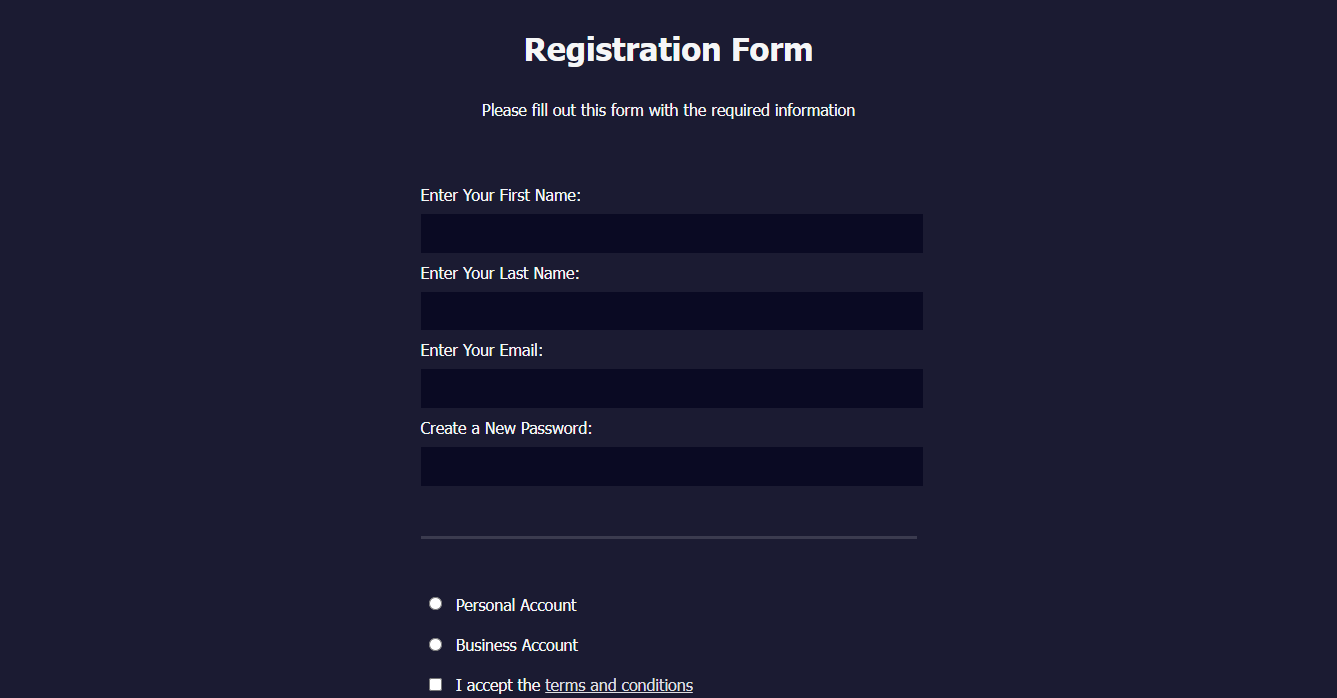 Registration Form
Please fill out this form with the required information
Enter Your First Name:
Enter Your Last Name:
Enter Your Email:
Create a New Password:
Personal Account
Business Account
I accept the terms and conditions